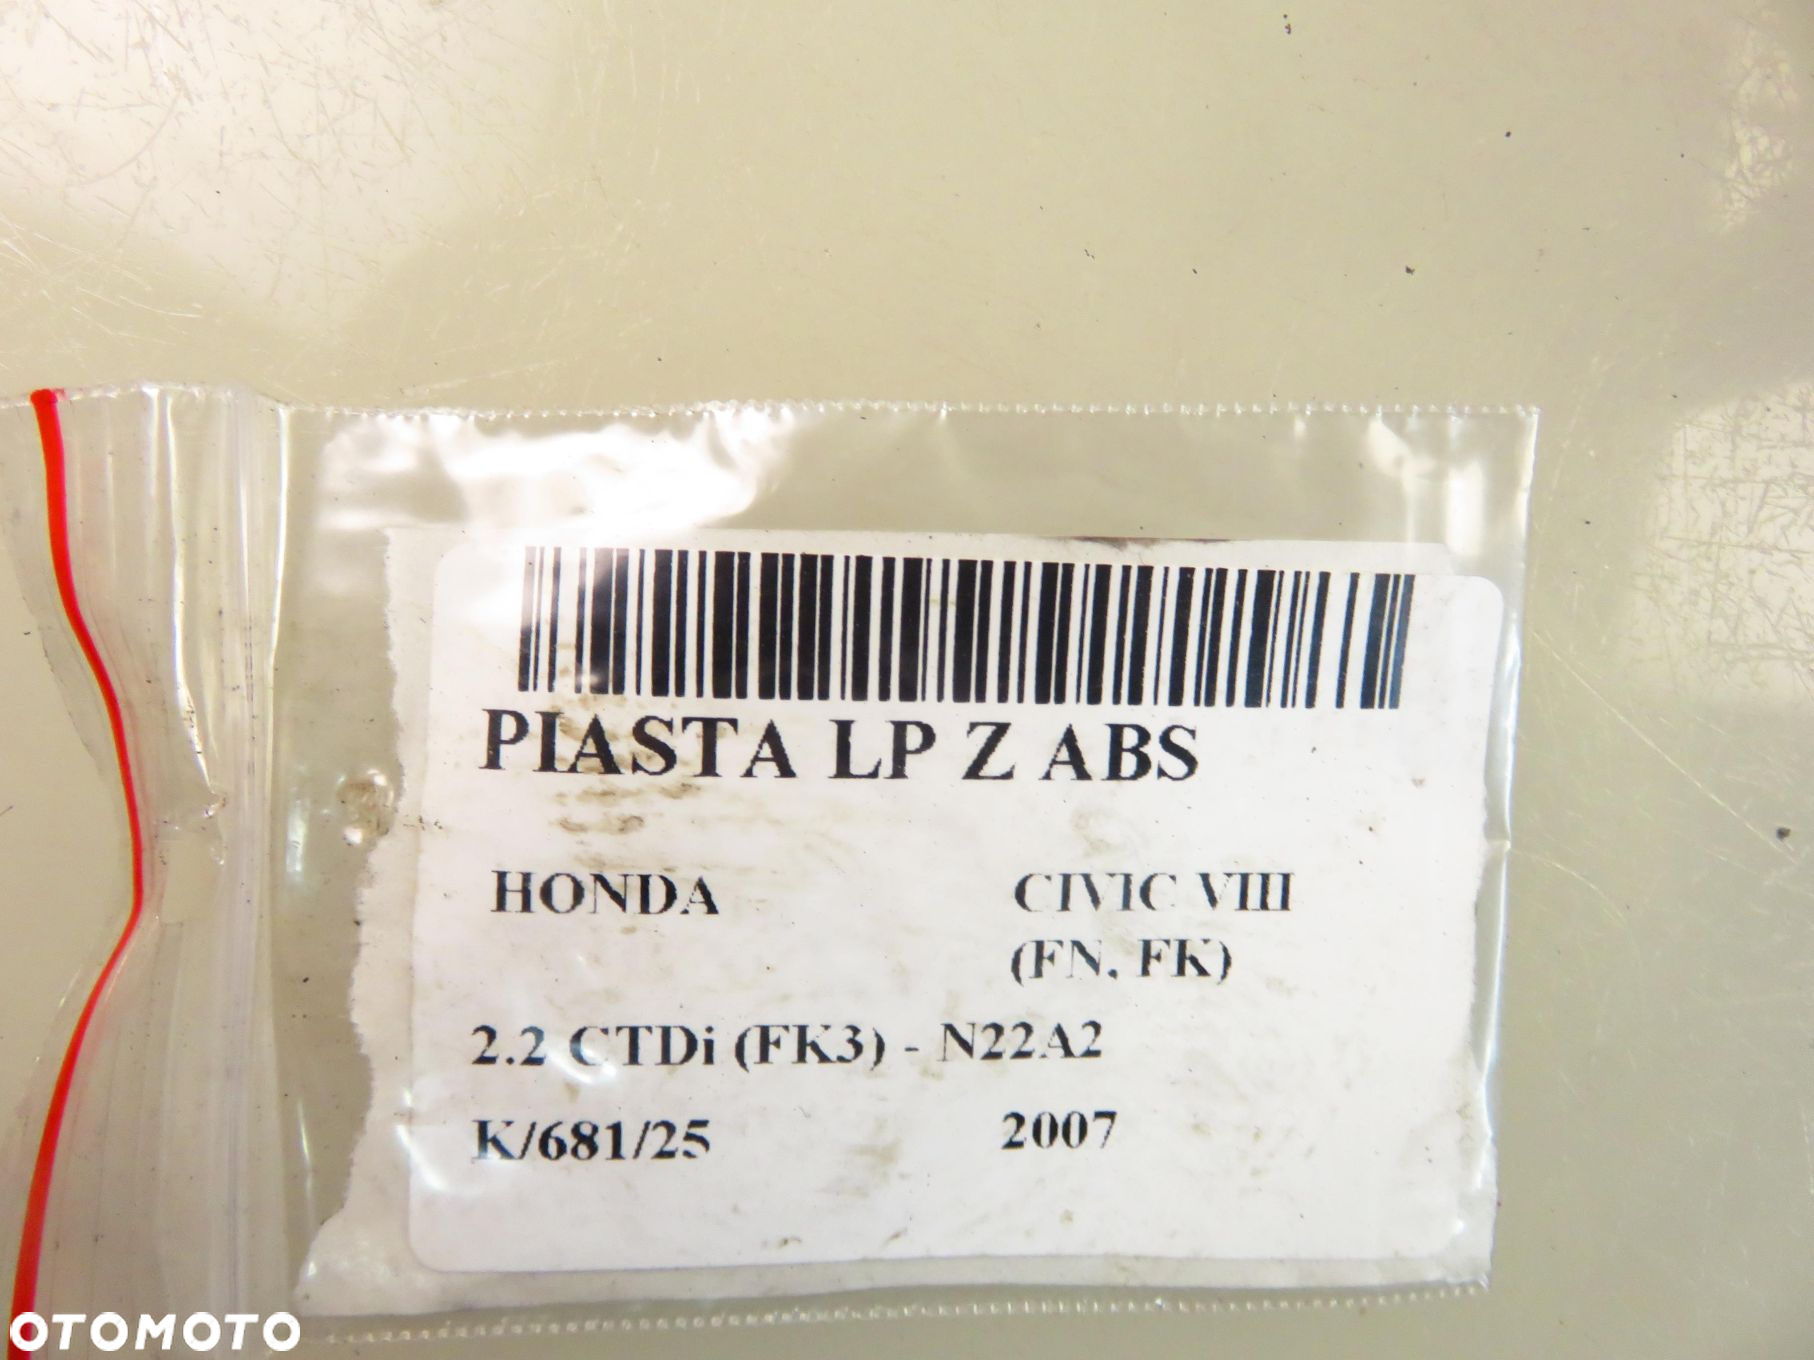 PIASTA LP Z ABS
HONDA CIVIC VIII
(FN, FK)
2.2 CTDi (FK3) - N22A2
K/681/25 2007
OTOMOTO